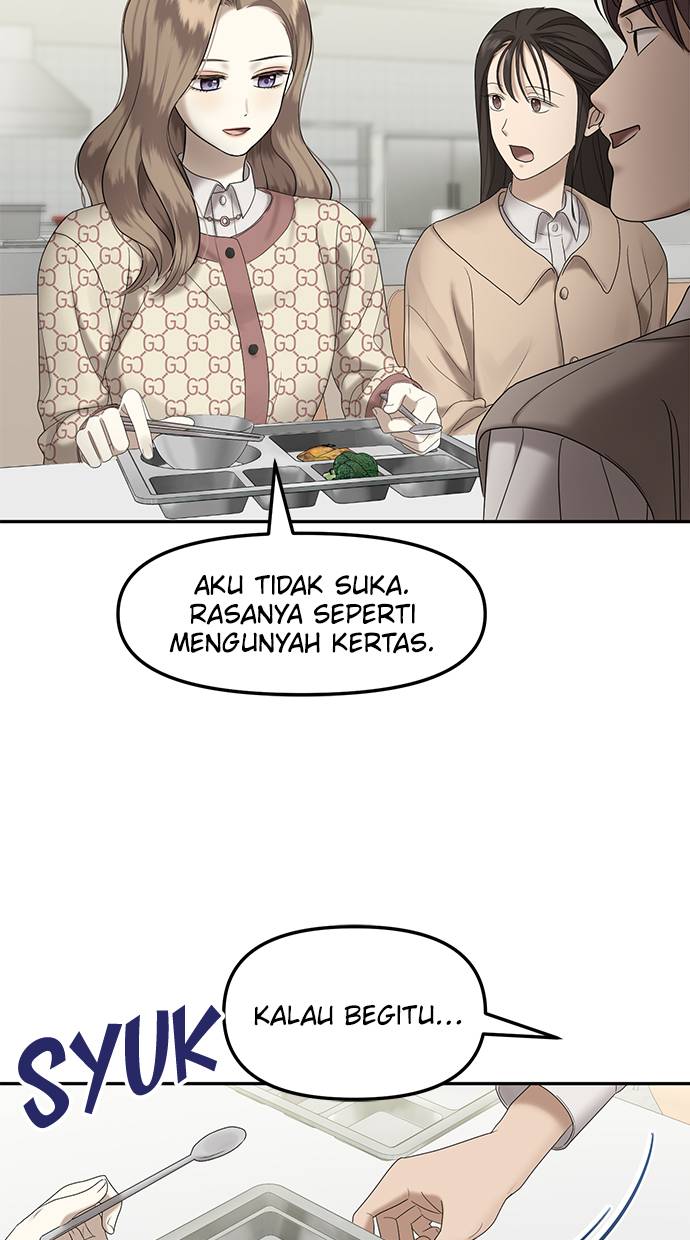 AKU TIDAK SUKA.
RASANYA SEPERTI
MENGUNYAH KERTAS.
KALAU BEGITU...
SYUK